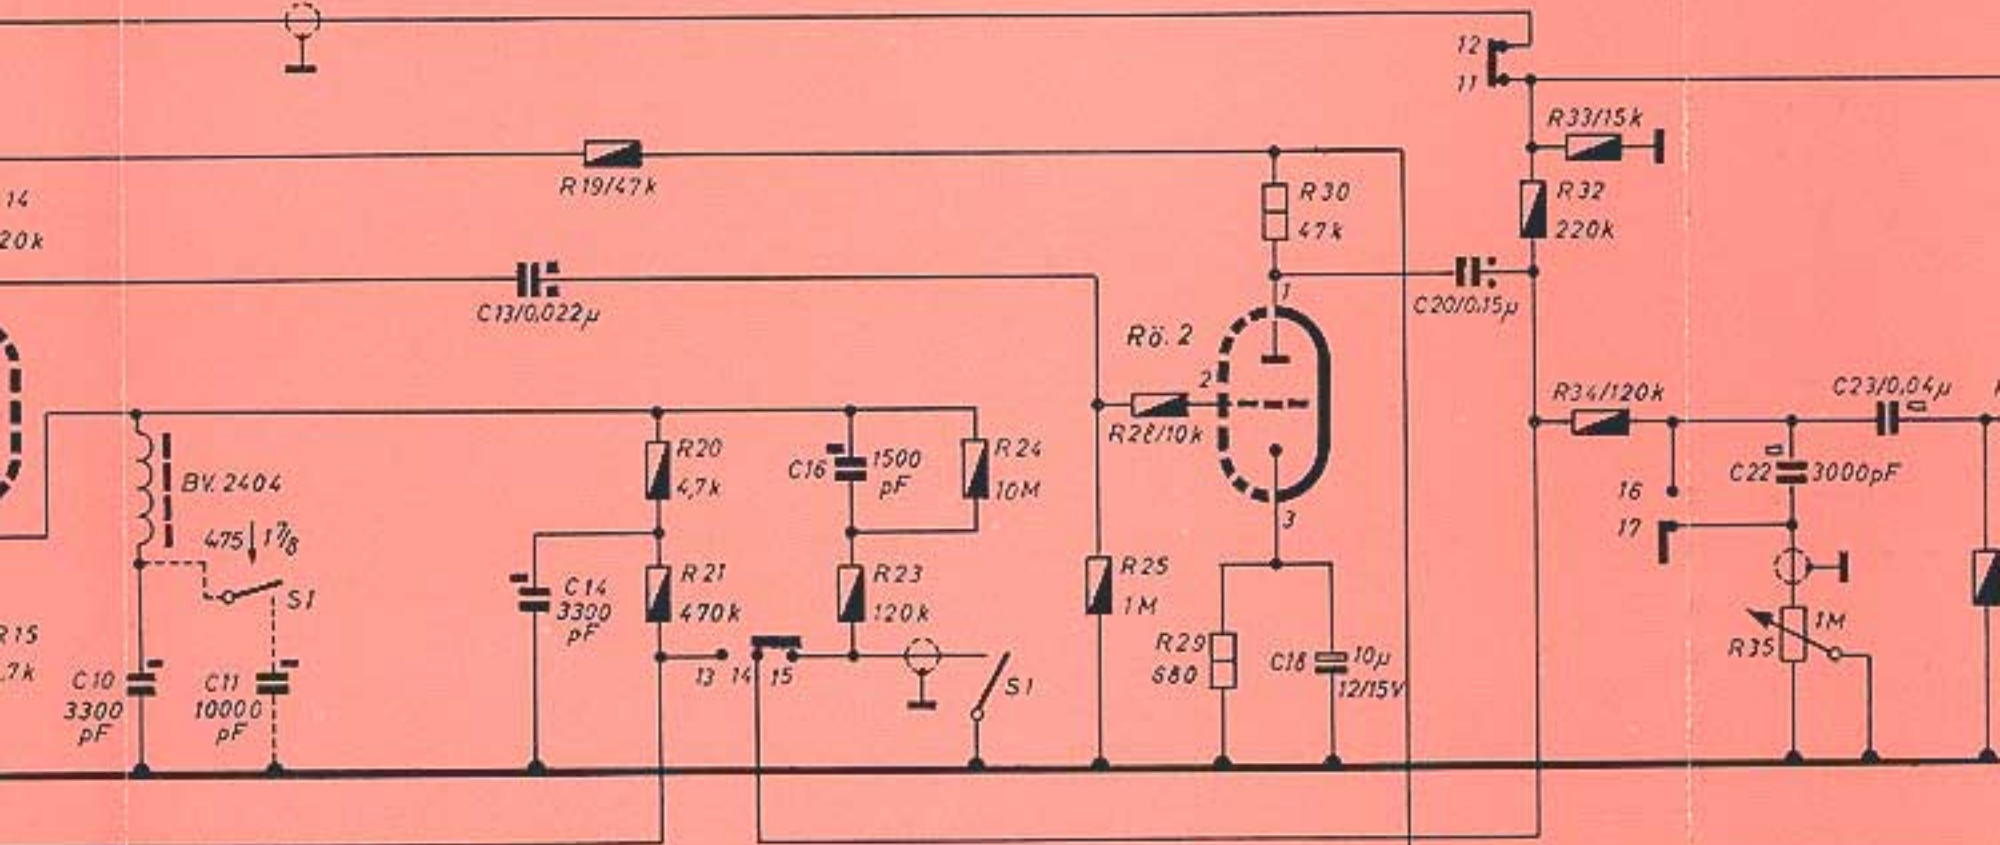 12
11
R33/15k
R19/47k
14
20k
R30
47k
R32
220k
C13/0,022µ
1
C20/0,15µ
Rö. 2
2
R28/10k
R34/120k
C23/0,04µ
BV. 2404
475 1⅞
S1
R20
4,7k
C16
1500
pF
R24
10M
3
C22
3000pF
16
17
C14
3300
pF
R21
470k
R23
120k
R25
1M
R15
,7k
C10
3300
pF
C11
10000
pF
13
14
15
S1
R29
680
C18
10µ
12/15V
1M
R35